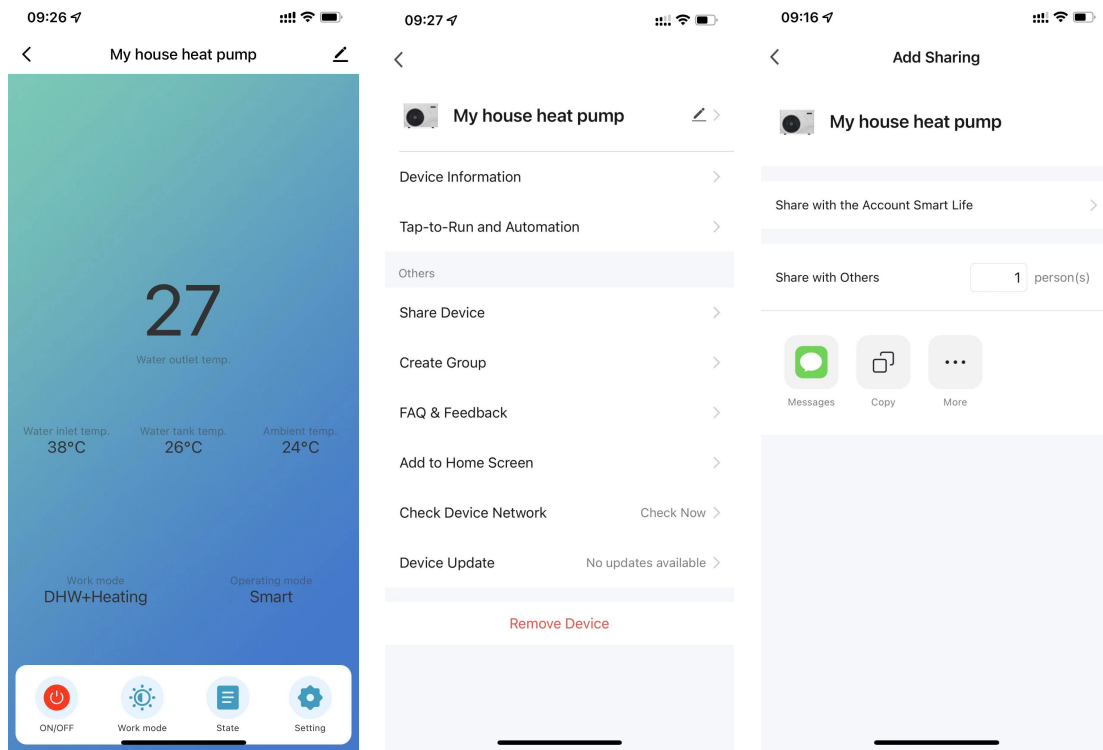 09:26
My house heat pump
27
Water outlet temp.
Water inlet temp. Water tank temp. Ambient temp.
38°C 26°C 24°C
Work mode Operating mode
DHW+Heating Smart
ON/OFF Work mode State Setting
09:27
My house heat pump
Device Information
Tap-to-Run and Automation
Others
Share Device
Create Group
FAQ & Feedback
Add to Home Screen
Check Device Network Check Now
Device Update No updates available
Remove Device
09:16
Add Sharing
My house heat pump
Share with the Account Smart Life
Share with Others 1 person(s)
Messages Copy More